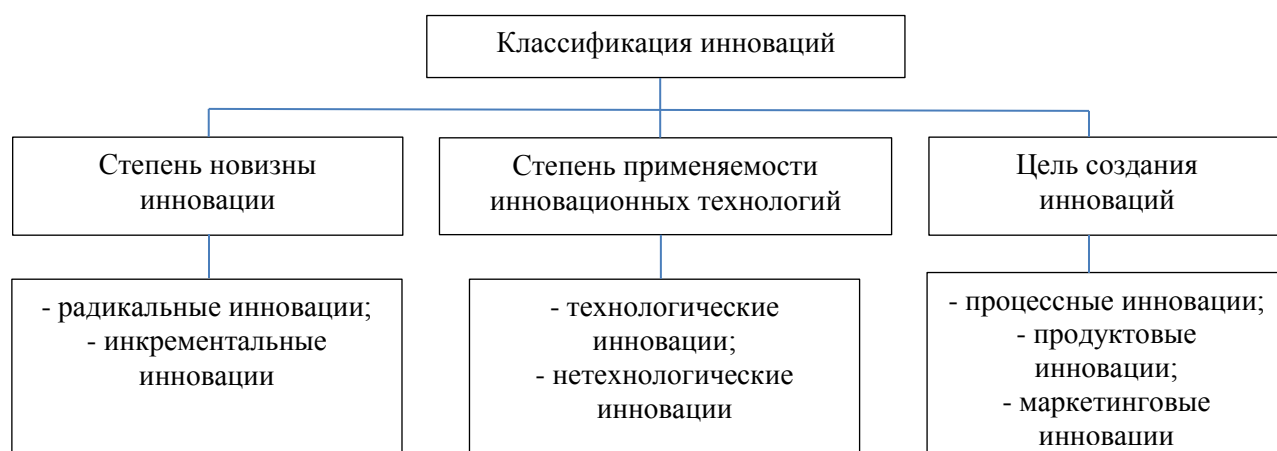 Классификация инноваций
Степень новизны
инновации
Степень применяемости
инновационных технологий
Цель создания
инноваций
- радикальные инновации;
- инкрементальные
инновации
- технологические
инновации;
- нетехнологические
инновации
- процессные инновации;
- продуктовые
инновации;
- маркетинговые
инновации